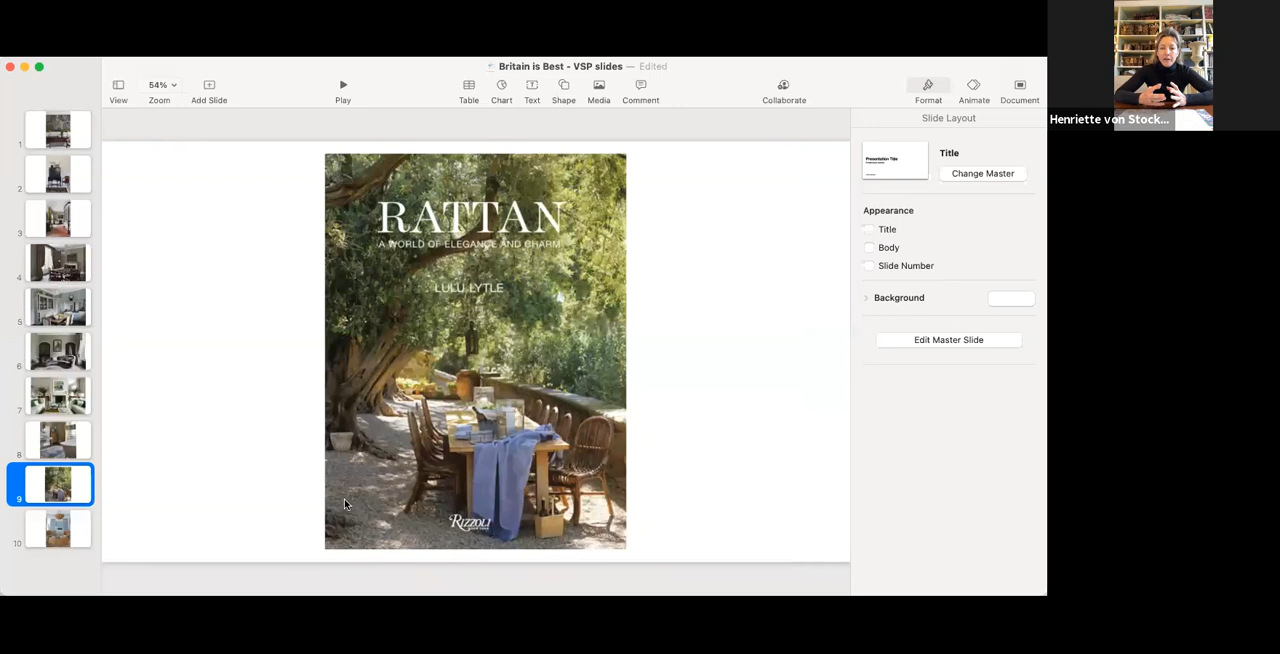 Britain is Best - VSP slides — Edited
54%
View
Zoom
Add Slide
Play
Table
Chart
Text
Shape
Media
Comment
Collaborate
Format
Animate
Document
1
2
3
4
5
6
7
8
9
10
RATTAN
A WORLD OF ELEGANCE AND CHARM
LULU LYTLE
RIZZOLI
Slide Layout
Presentation Title
Title
Change Master
Appearance
Title
Body
Slide Number
Background
Edit Master Slide
Henriette von Stock...